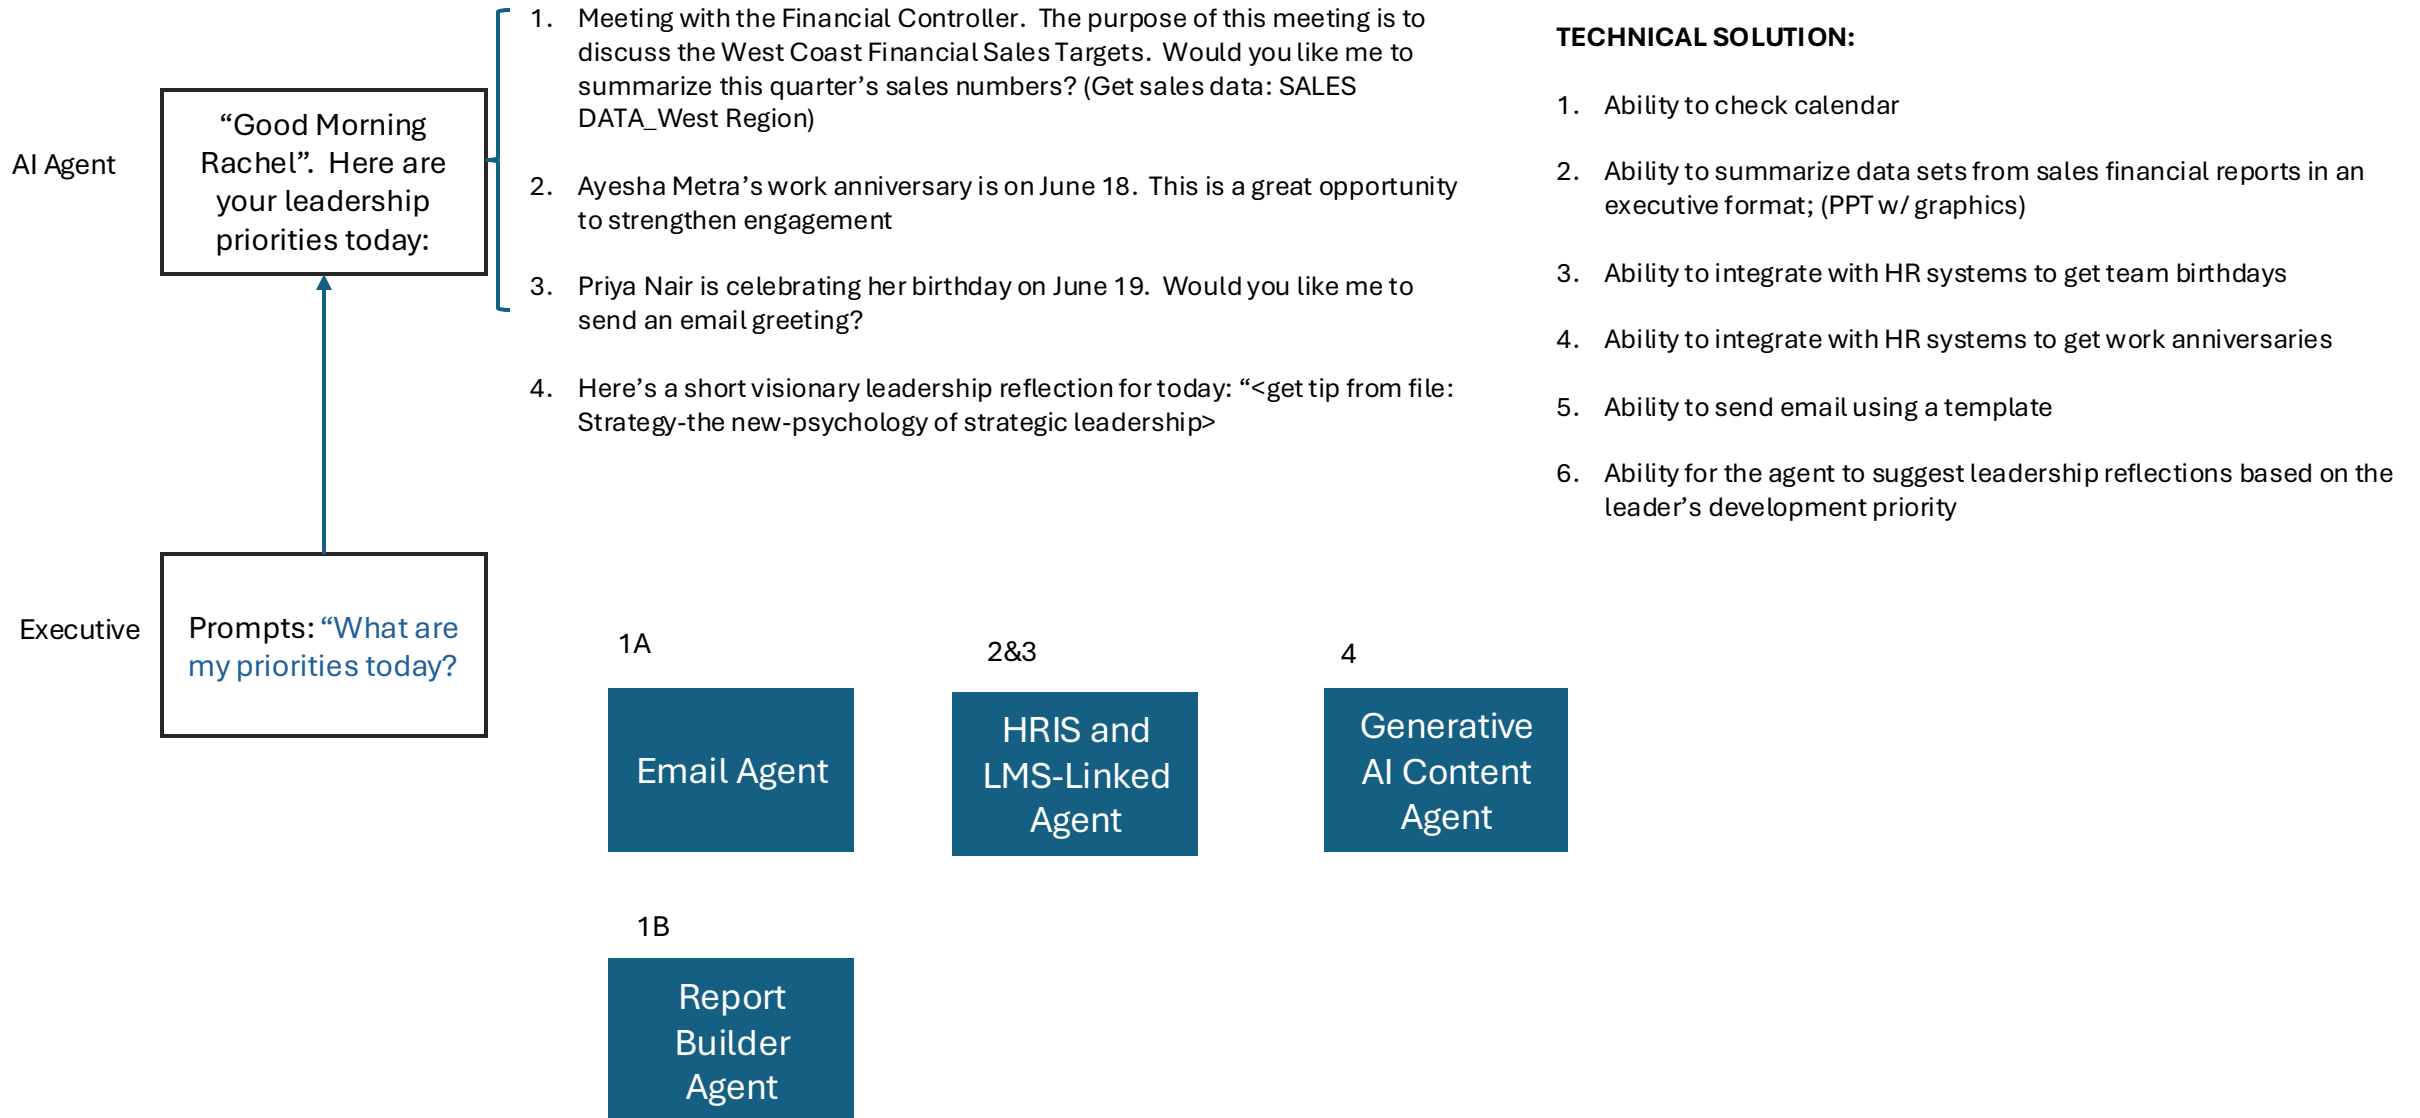 AI Agent
“Good Morning
Rachel”.  Here are
your leadership
priorities today:
1. Meeting with the Financial Controller.  The purpose of this meeting is to
discuss the West Coast Financial Sales Targets.  Would you like me to
summarize this quarter’s sales numbers? (Get sales data: SALES
DATA_West Region)
2. Ayesha Metra’s work anniversary is on June 18.  This is a great opportunity
to strengthen engagement
3. Priya Nair is celebrating her birthday on June 19.  Would you like me to
send an email greeting?
4. Here’s a short visionary leadership reflection for today: “<get tip from file:
Strategy-the new-psychology of strategic leadership>
TECHNICAL SOLUTION:
1. Ability to check calendar
2. Ability to summarize data sets from sales financial reports in an
executive format; (PPT w/ graphics)
3. Ability to integrate with HR systems to get team birthdays
4. Ability to integrate with HR systems to get work anniversaries
5. Ability to send email using a template
6. Ability for the agent to suggest leadership reflections based on the
leader’s development priority
Executive
Prompts: “What are
my priorities today?
1A
Email Agent
2&3
HRIS and
LMS-Linked
Agent
4
Generative
AI Content
Agent
1B
Report
Builder
Agent